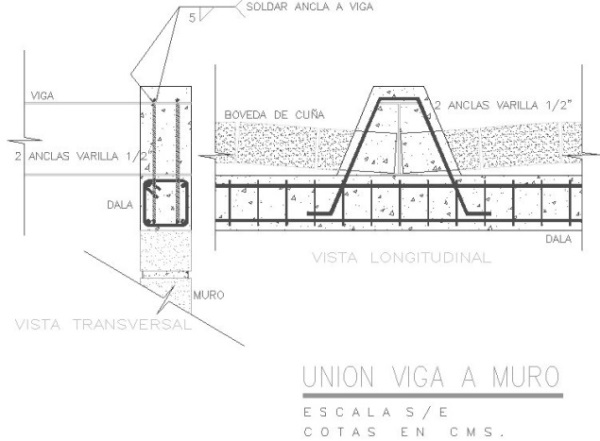 SOLDAR ANCLA A VIGA
5
VIGA
2 ANCLAS VARILLA 1/2"
DALA
MURO
VISTA TRANSVERSAL
BOVEDA DE CUÑA
2 ANCLAS VARILLA 1/2"
DALA
VISTA LONGITUDINAL
UNION VIGA A MURO
ESCALA S/E
COTAS EN CMS.